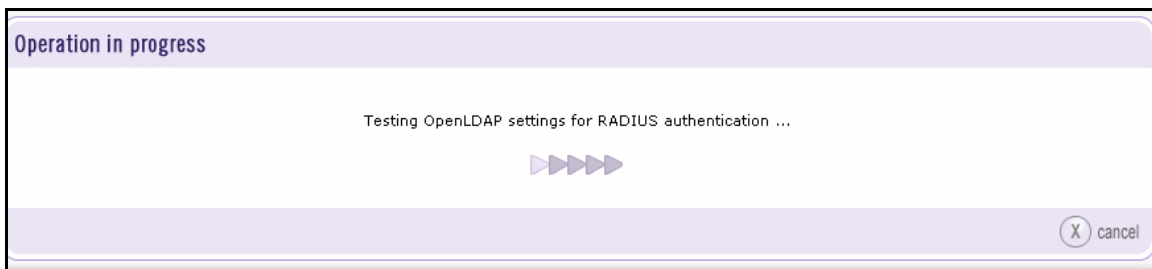 Operation in progress
Testing OpenLDAP settings for RADIUS authentication ...
X cancel